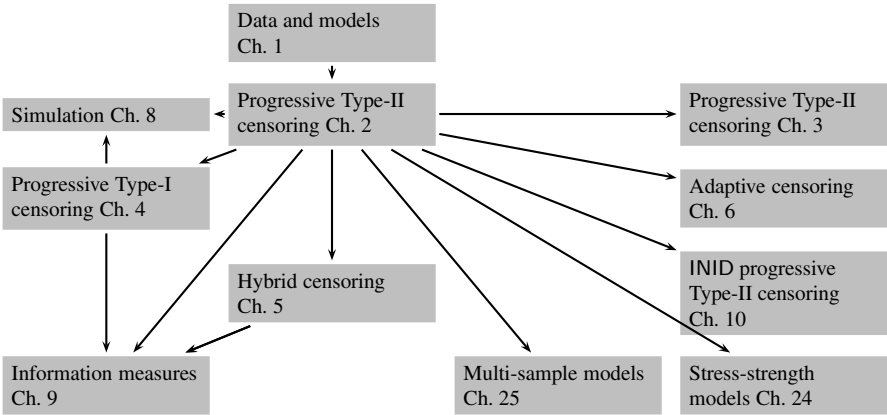 Data and models
Ch. 1
Progressive Type-II
censoring Ch. 2
Progressive Type-II
censoring Ch. 3
Simulation Ch. 8
Progressive Type-I
censoring Ch. 4
Adaptive censoring
Ch. 6
Hybrid censoring
Ch. 5
INID progressive
Type-II censoring
Ch. 10
Information measures
Ch. 9
Multi-sample models
Ch. 25
Stress-strength
models Ch. 24